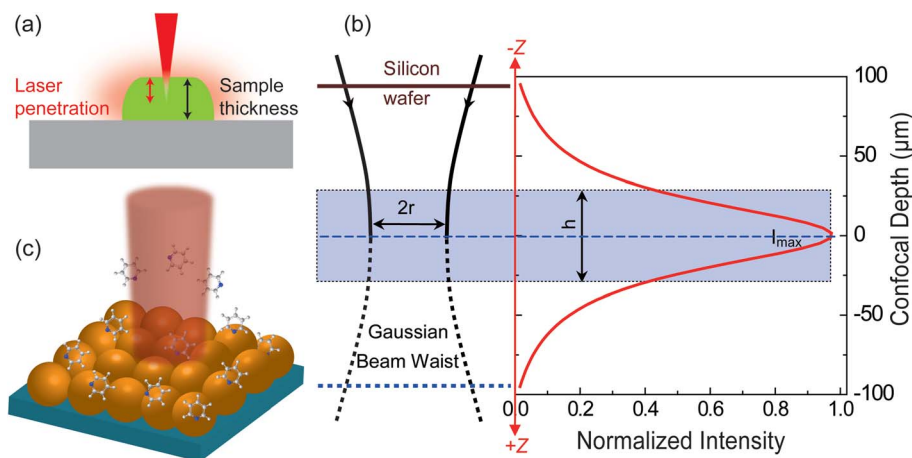 (a)
Laser
penetration
Sample
thickness
(b)
Silicon
wafer
2r
h
Imax
Gaussian
Beam Waist
-Z
+Z
100
50
0
-50
-100
Confocal Depth (µm)
0.0
0.2
0.4
0.6
0.8
1.0
Normalized Intensity
(c)